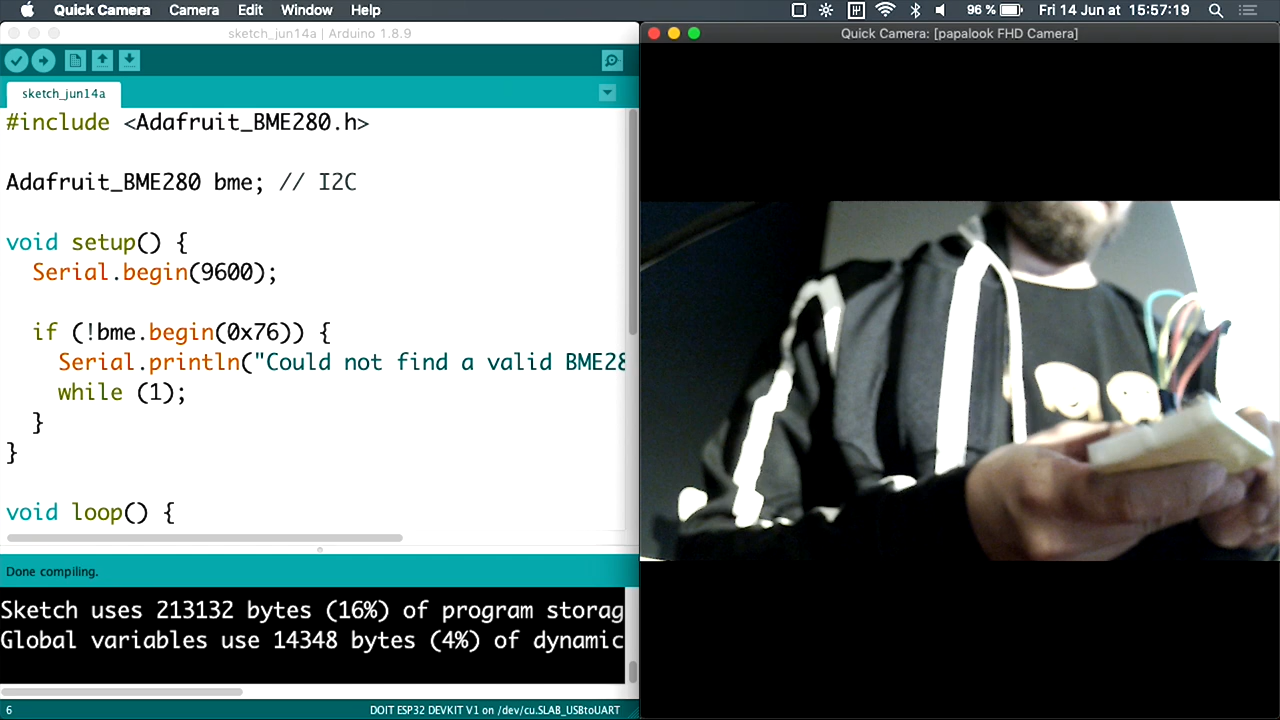 Quick Camera Camera Edit Window Help 96 % Fri 14 Jun at 15:57:19
sketch_jun14a | Arduino 1.8.9
Quick Camera: [papalook FHD Camera]
sketch_jun14a
#include <Adafruit_BME280.h>
Adafruit_BME280 bme; // I2C
void setup() {
Serial.begin(9600);
if (!bme.begin(0x76)) {
Serial.println("Could not find a valid BME28
while (1);
}
}
void loop() {
Done compiling.
Sketch uses 213132 bytes (16%) of program storag
Global variables use 14348 bytes (4%) of dynamic
6 DOIT ESP32 DEVKIT V1 on /dev/cu.SLAB_USBtoUART